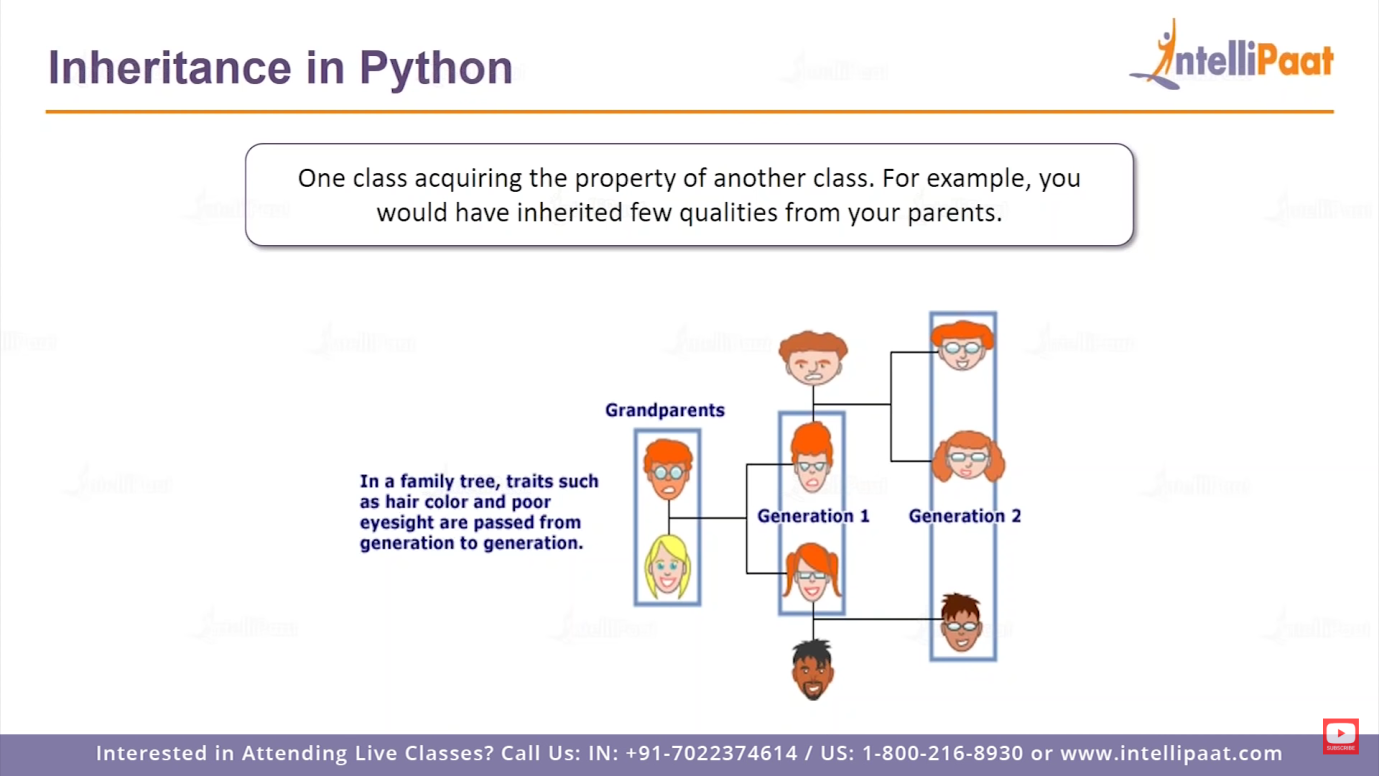 Inheritance in Python
IntelliPaat
One class acquiring the property of another class. For example, you
would have inherited few qualities from your parents.
Grandparents
In a family tree, traits such
as hair color and poor
eyesight are passed from
generation to generation.
Generation 1
Generation 2
SUBSCRIBE
Interested in Attending Live Classes? Call Us: IN: +91-7022374614 / US: 1-800-216-8930 or www.intellipaat.com